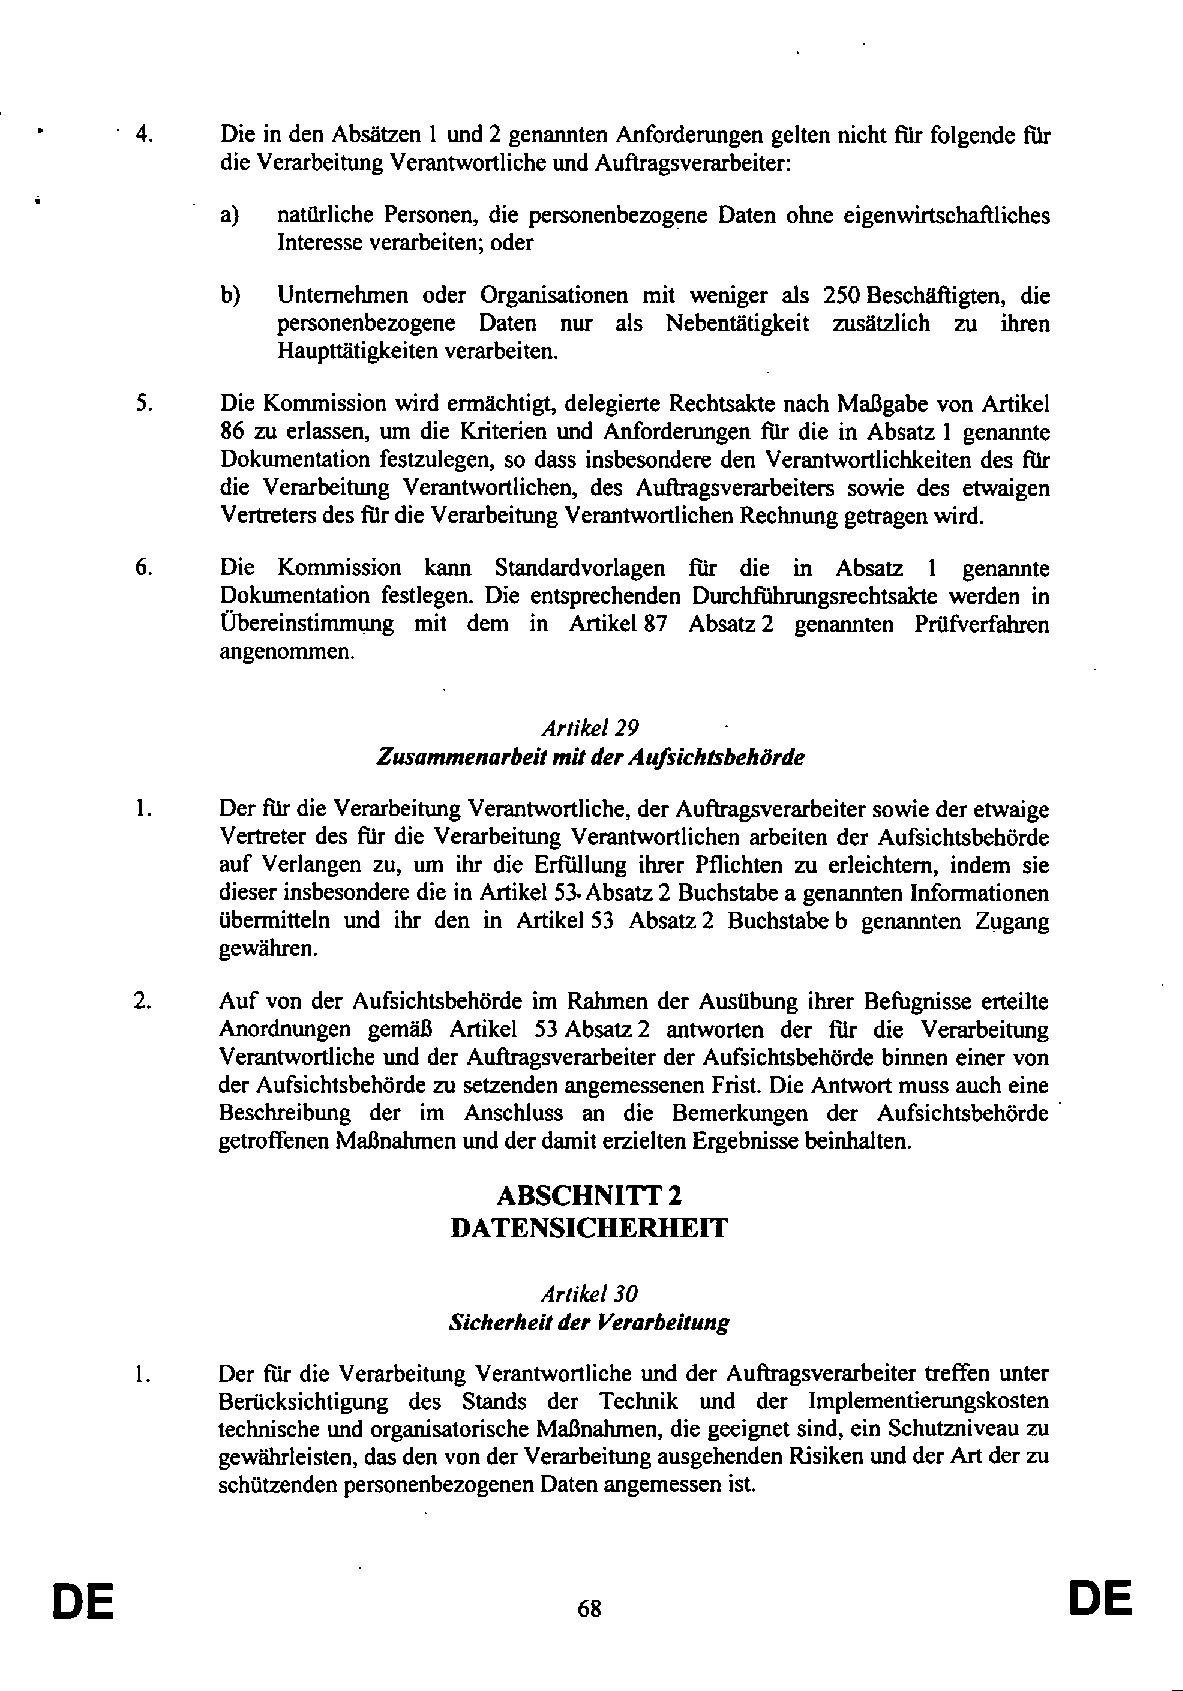 4. Die in den Absätzen 1 und 2 genannten Anforderungen gelten nicht für folgende für
die Verarbeitung Verantwortliche und Auftragsverarbeiter:
a) natürliche Personen, die personenbezogene Daten ohne eigenwirtschaftliches
Interesse verarbeiten; oder
b) Unternehmen oder Organisationen mit weniger als 250 Beschäftigten, die
personenbezogene Daten nur als Nebentätigkeit zusätzlich zu ihren
Haupttätigkeiten verarbeiten.
5. Die Kommission wird ermächtigt, delegierte Rechtsakte nach Maßgabe von Artikel
86 zu erlassen, um die Kriterien und Anforderungen für die in Absatz 1 genannte
Dokumentation festzulegen, so dass insbesondere den Verantwortlichkeiten des für
die Verarbeitung Verantwortlichen, des Auftragsverarbeiters sowie des etwaigen
Vertreters des für die Verarbeitung Verantwortlichen Rechnung getragen wird.
6. Die Kommission kann Standardvorlagen für die in Absatz 1 genannte
Dokumentation festlegen. Die entsprechenden Durchführungsrechtsakte werden in
Übereinstimmung mit dem in Artikel 87 Absatz 2 genannten Prüfverfahren
angenommen.
Artikel 29
Zusammenarbeit mit der Aufsichtsbehörde
1. Der für die Verarbeitung Verantwortliche, der Auftragsverarbeiter sowie der etwaige
Vertreter des für die Verarbeitung Verantwortlichen arbeiten der Aufsichtsbehörde
auf Verlangen zu, um ihr die Erfüllung ihrer Pflichten zu erleichtern, indem sie
dieser insbesondere die in Artikel 53 Absatz 2 Buchstabe a genannten Informationen
übermitteln und ihr den in Artikel 53 Absatz 2 Buchstabe b genannten Zugang
gewähren.
2. Auf von der Aufsichtsbehörde im Rahmen der Ausübung ihrer Befugnisse erteilte
Anordnungen gemäß Artikel 53 Absatz 2 antworten der für die Verarbeitung
Verantwortliche und der Auftragsverarbeiter der Aufsichtsbehörde binnen einer von
der Aufsichtsbehörde zu setzenden angemessenen Frist. Die Antwort muss auch eine
Beschreibung der im Anschluss an die Bemerkungen der Aufsichtsbehörde
getroffenen Maßnahmen und der damit erzielten Ergebnisse beinhalten.
ABSCHNITT 2
DATENSICHERHEIT
Artikel 30
Sicherheit der Verarbeitung
1. Der für die Verarbeitung Verantwortliche und der Auftragsverarbeiter treffen unter
Berücksichtigung des Stands der Technik und der Implementierungskosten
technische und organisatorische Maßnahmen, die geeignet sind, ein Schutzniveau zu
gewährleisten, das den von der Verarbeitung ausgehenden Risiken und der Art der zu
schützenden personenbezogenen Daten angemessen ist.
DE 68 DE